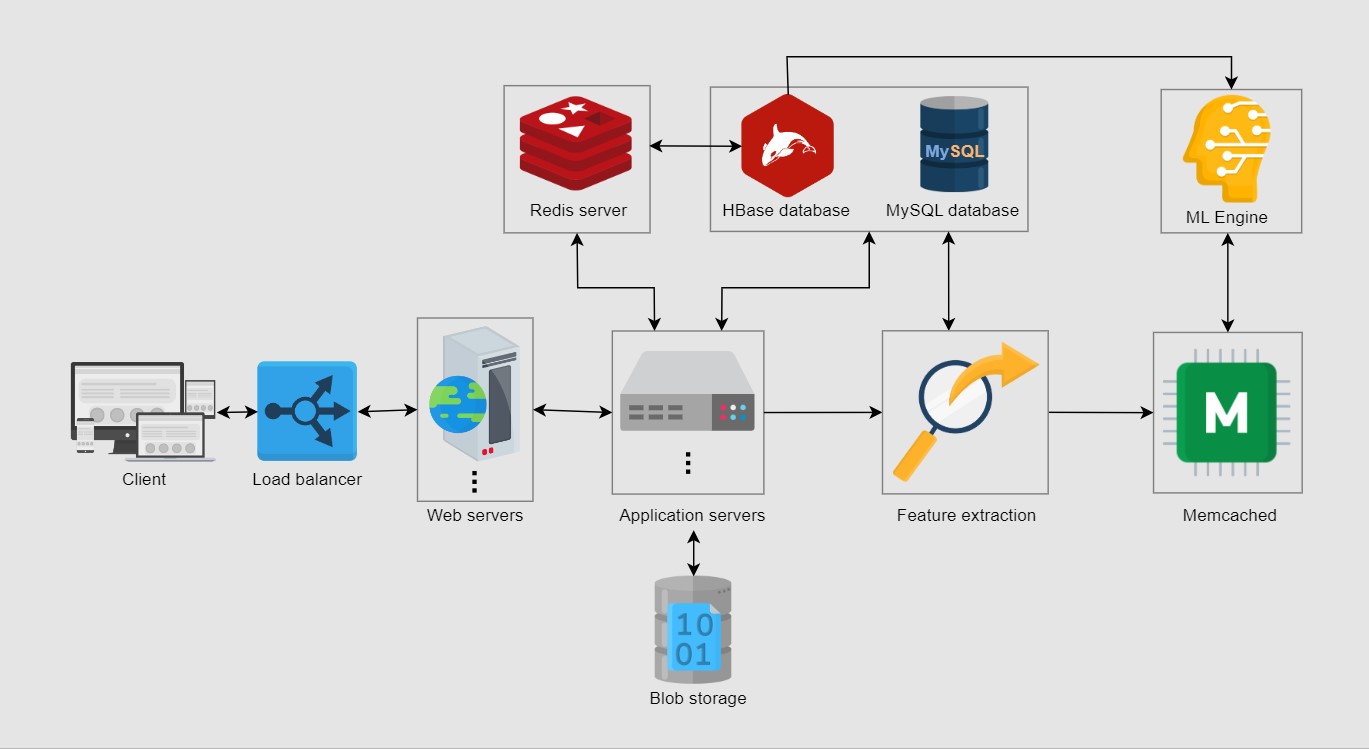 Redis server
HBase database
MySQL
MySQL database
ML Engine
Client
Load balancer
Web servers
Application servers
Feature extraction
M
Memcached
10
01
Blob storage